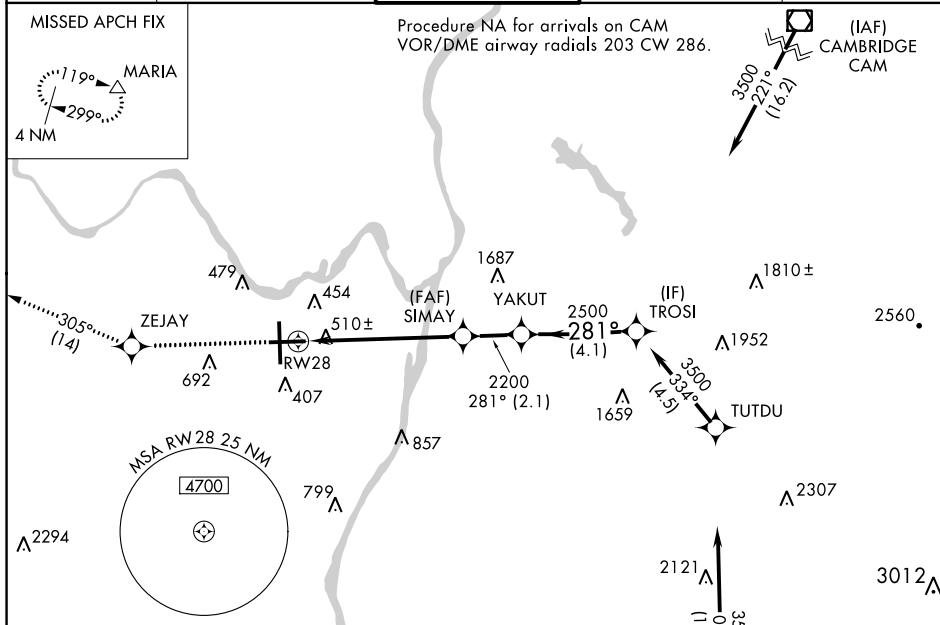 MISSED APCH FIX
119°
MARIA
299°
4 NM
Procedure NA for arrivals on CAM
VOR/DME airway radials 203 CW 286.
(IAF)
CAMBRIDGE
CAM
3500
221°
(16.2)
479
454
1687
1810 ±
(FAF)
SIMAY
YAKUT
2500
281°
(4.1)
(IF)
TROSI
2560
305°
(14)
ZEJAY
510±
RW28
1952
692
407
2200
281° (2.1)
3500
334°
(4.5)
1659
TUTDU
857
MSA RW 28 25 NM
4700
799
2307
2294
2121
3012